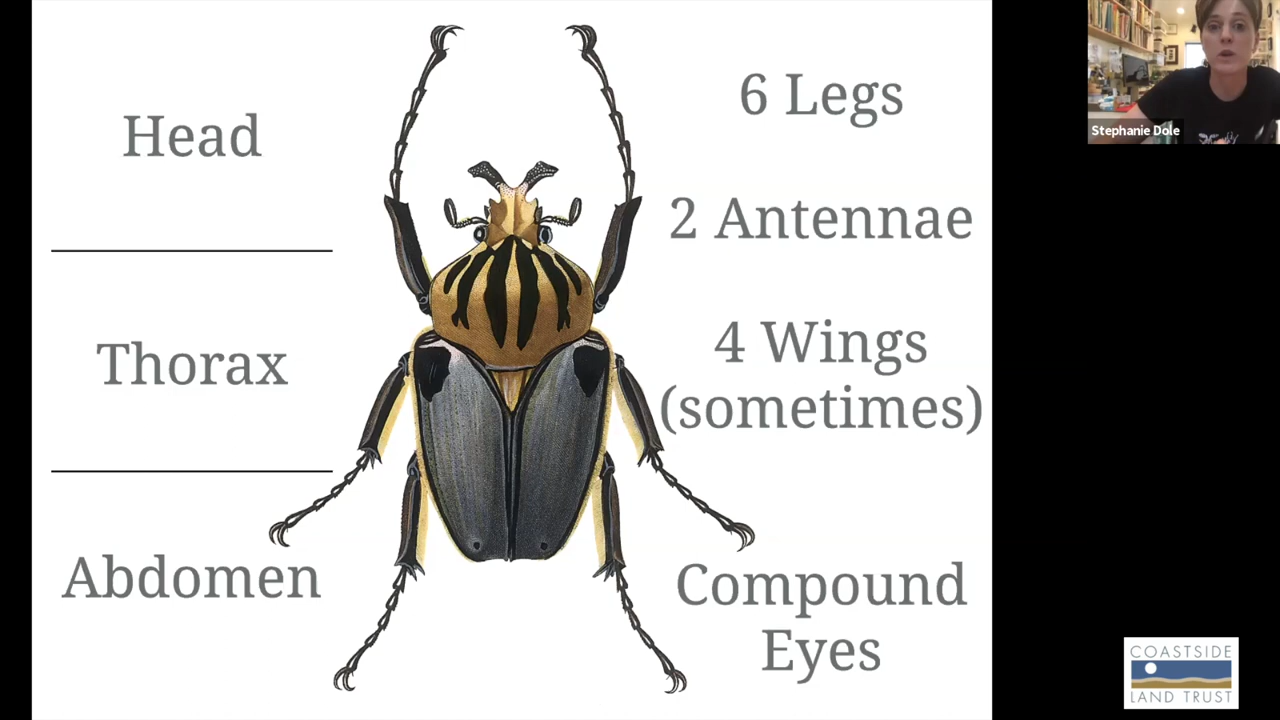 Head
Thorax
Abdomen
6 Legs
2 Antennae
4 Wings
(sometimes)
Compound
Eyes
Stephanie Dole
COASTSIDE
LAND TRUST